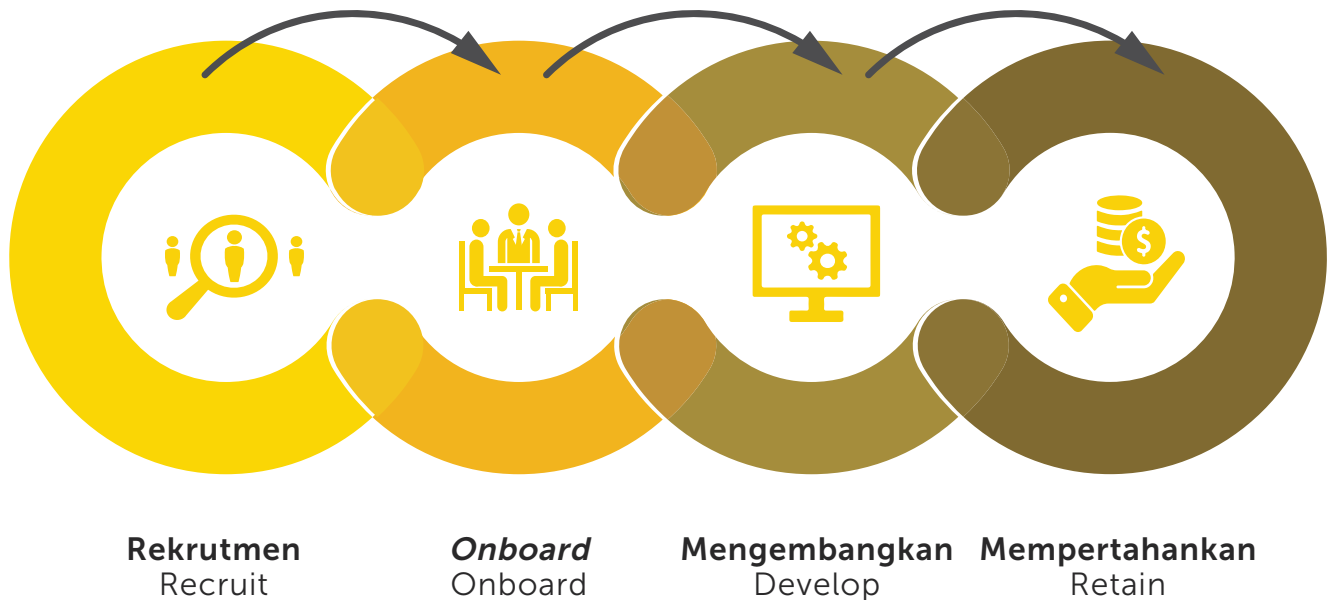 $
Rekrutmen
Recruit
Onboard
Onboard
Mengembangkan
Develop
Mempertahankan
Retain